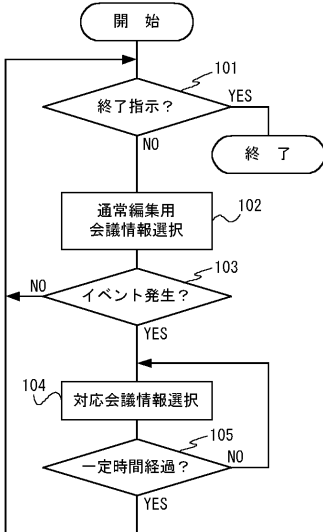 開　始
101
終了指示？
YES
NO
終　了
通常編集用
会議情報選択
102
103
NO
イベント発生？
YES
104
対応会議情報選択
105
一定時間経過？
NO
YES